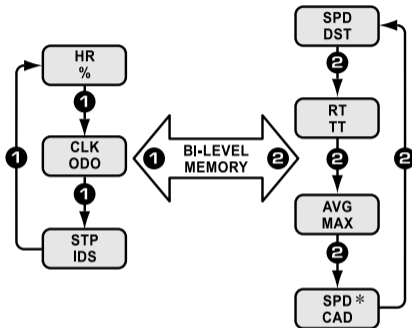 HR
%
1
CLK
ODO
1
STP
IDS
1
1
BI-LEVEL
MEMORY
2
SPD
DST
2
RT
TT
2
AVG
MAX
2
SPD*
CAD
2